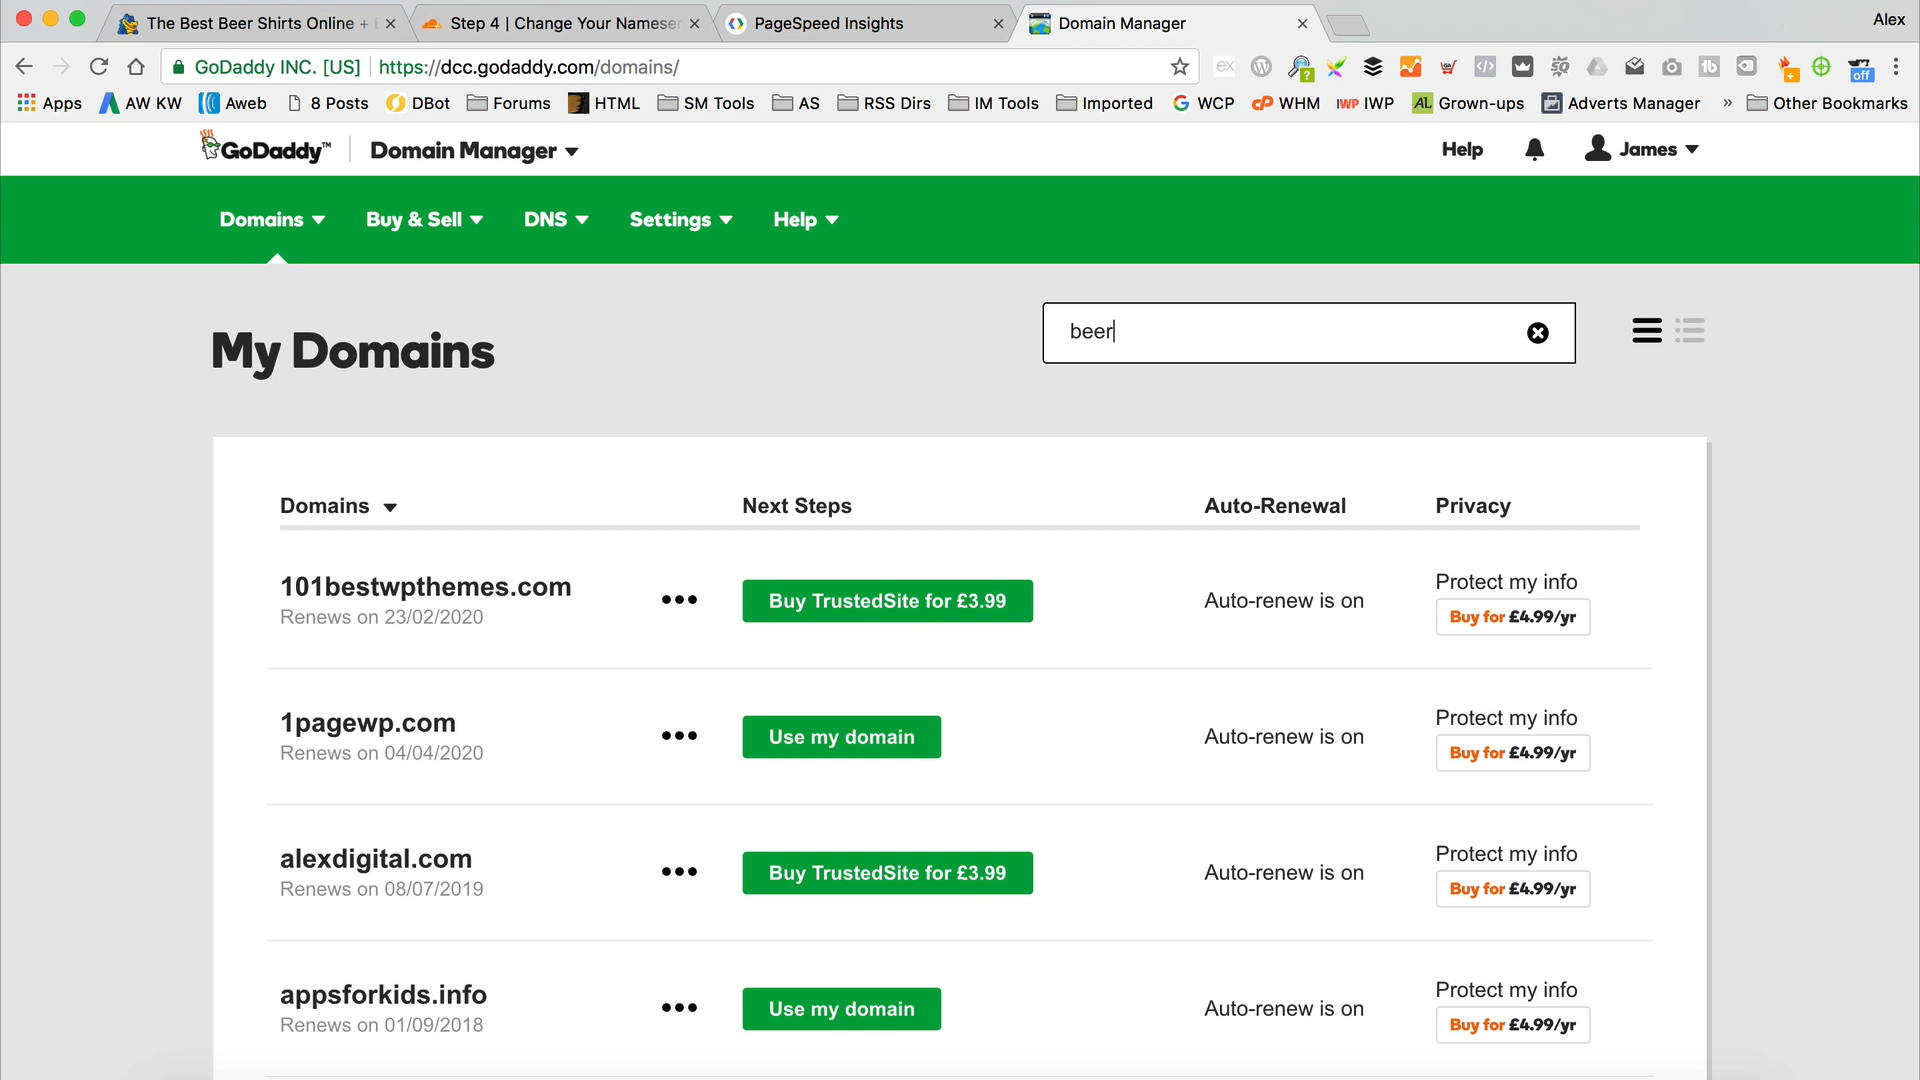 The Best Beer Shirts Online +
Step 4 | Change Your Nameser
PageSpeed Insights
Domain Manager
Alex
GoDaddy INC. [US]
https://dcc.godaddy.com/domains/
off
Apps
AW KW
Aweb
8 Posts
DBot
Forums
HTML
SM Tools
AS
RSS Dirs
IM Tools
Imported
WCP
WHM
IWP
Grown-ups
Adverts Manager
»
Other Bookmarks
GoDaddy™
Domain Manager
Help
James
Domains
Buy & Sell
DNS
Settings
Help
My Domains
beer
Domains
Next Steps
Auto-Renewal
Privacy
101bestwpthemes.com
Renews on 23/02/2020
Buy TrustedSite for £3.99
Auto-renew is on
Protect my info
Buy for £4.99/yr
1pagewp.com
Renews on 04/04/2020
Use my domain
Auto-renew is on
Protect my info
Buy for £4.99/yr
alexdigital.com
Renews on 08/07/2019
Buy TrustedSite for £3.99
Auto-renew is on
Protect my info
Buy for £4.99/yr
appsforkids.info
Renews on 01/09/2018
Use my domain
Auto-renew is on
Protect my info
Buy for £4.99/yr